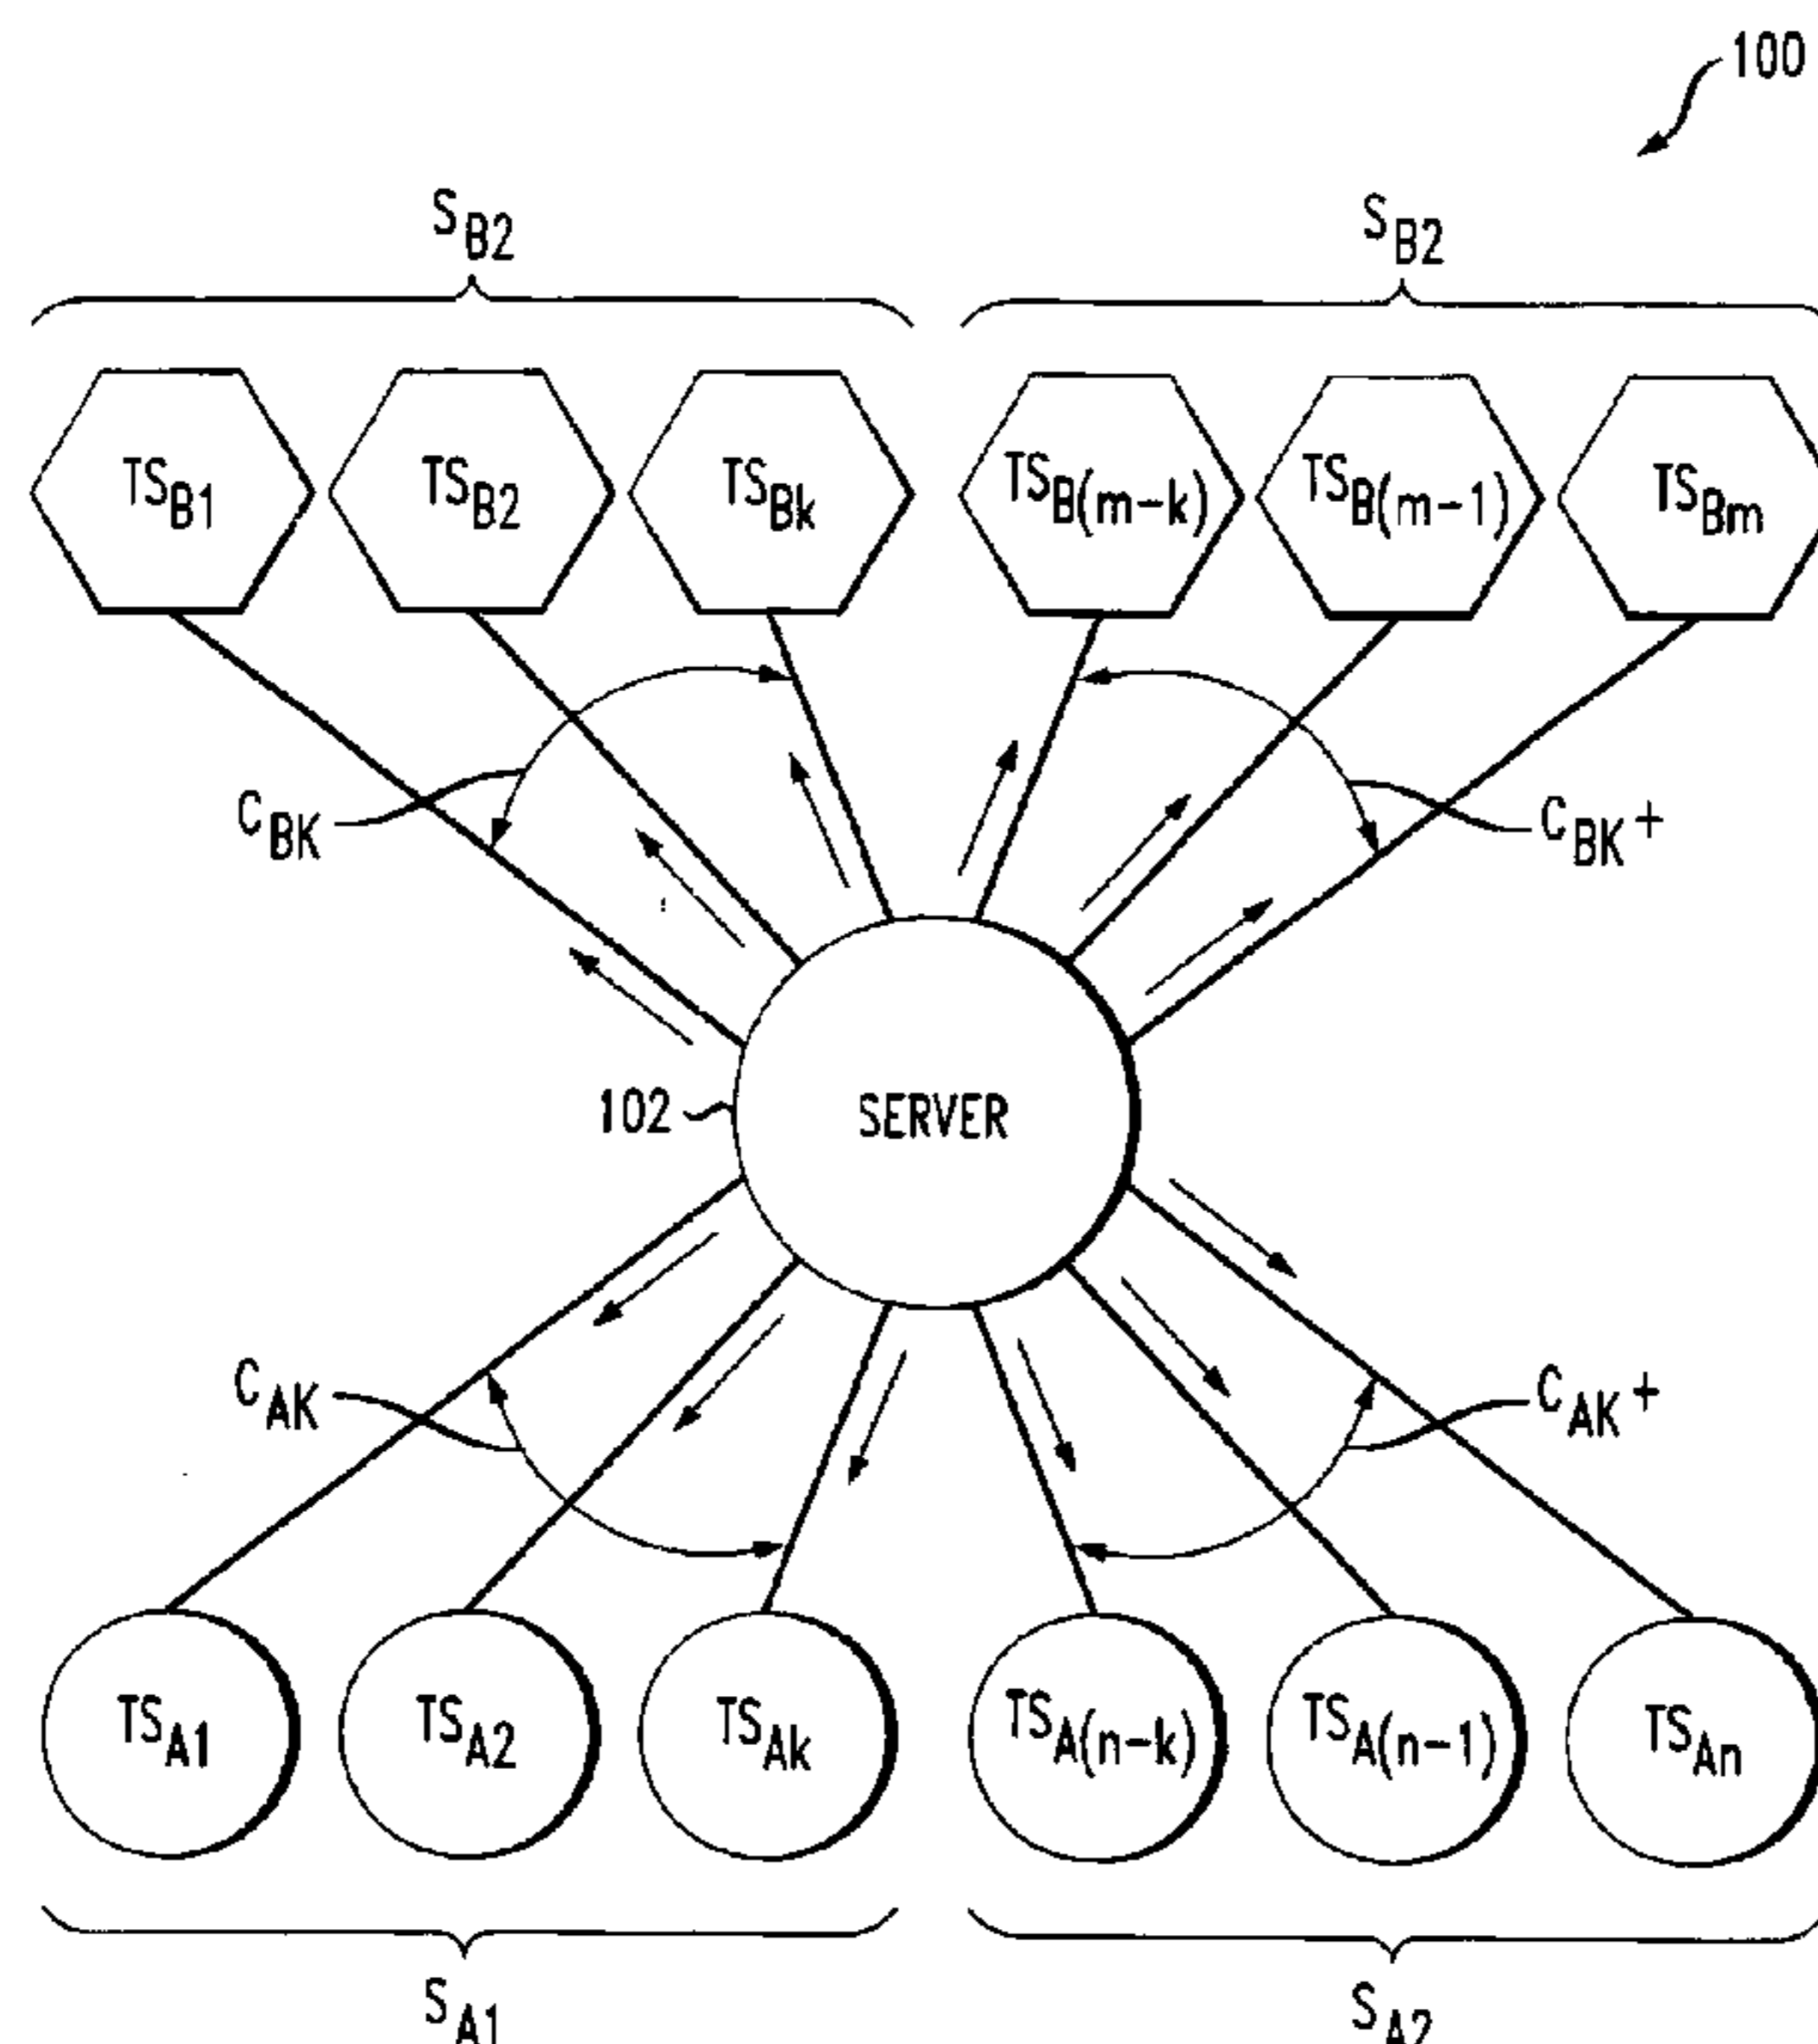 100
S_B2
S_B2
TS_B1
TS_B2
TS_Bk
TS_B(m-k)
TS_B(m-1)
TS_Bm
C_BK
C_BK+
102
SERVER
C_AK
C_AK+
TS_A1
TS_A2
TS_Ak
TS_A(n-k)
TS_A(n-1)
TS_An
S_A1
S_A2